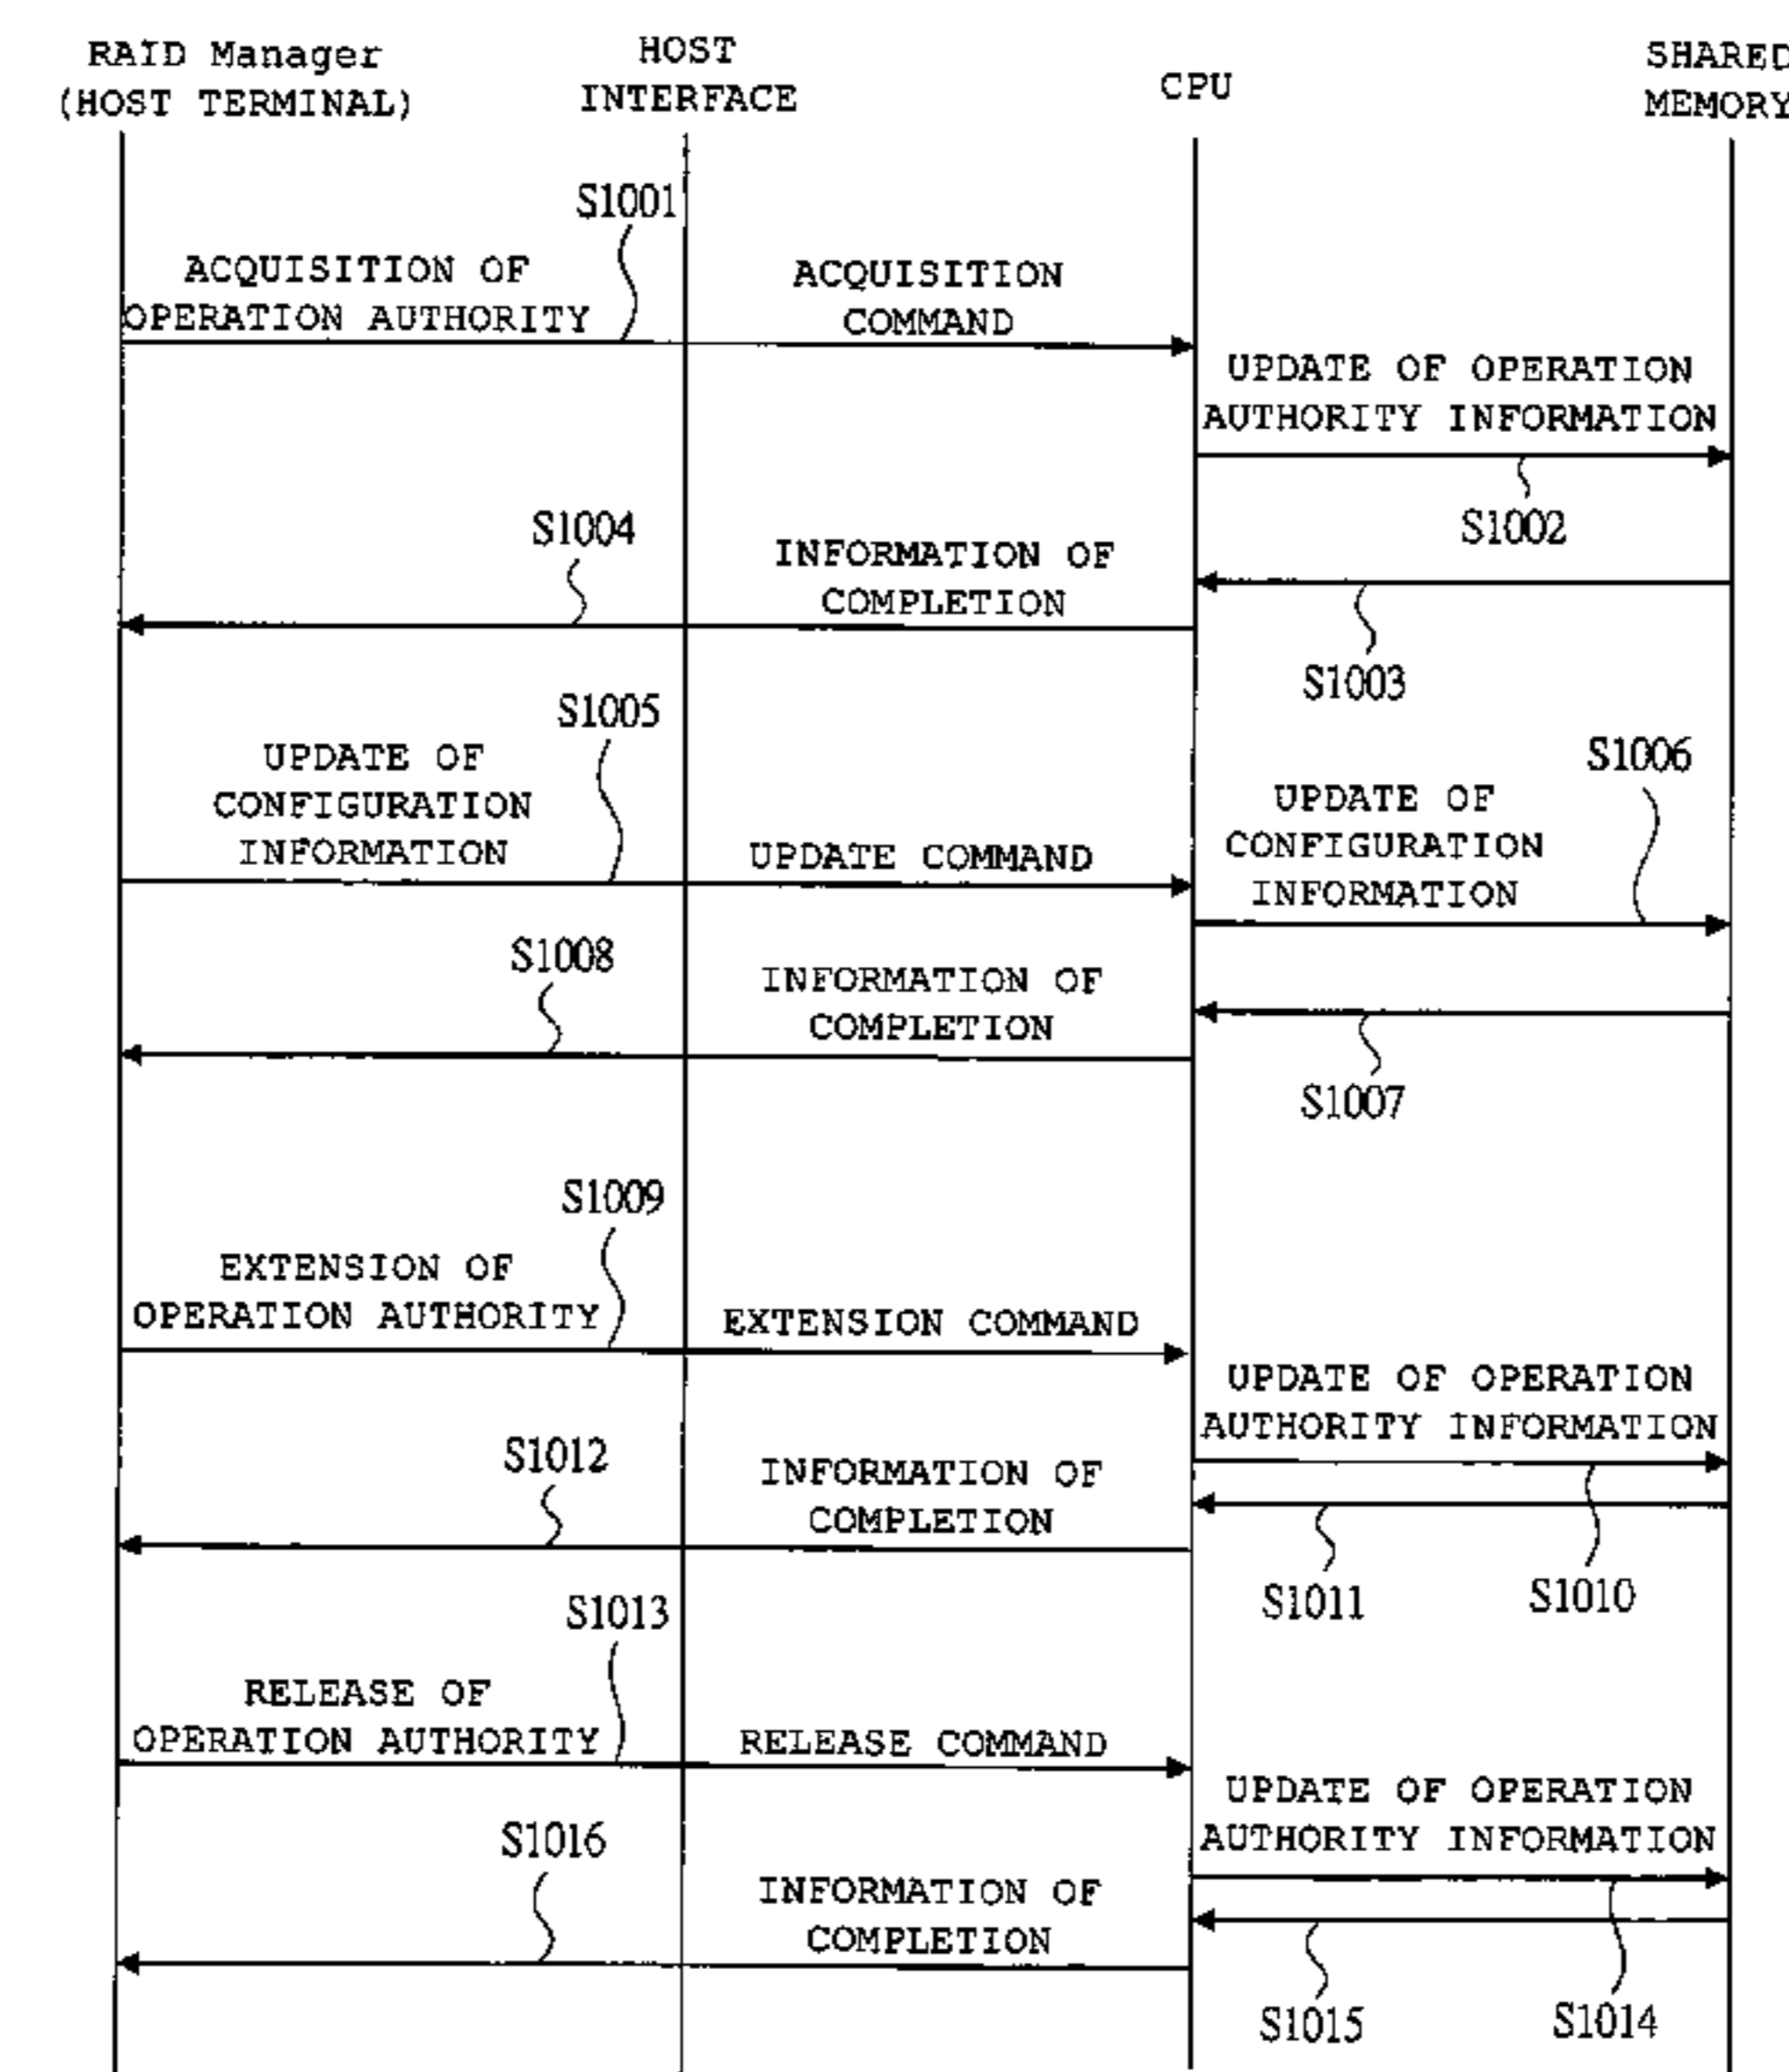 RAID Manager
(HOST TERMINAL)
HOST
INTERFACE
CPU
SHARED
MEMORY
S1001
ACQUISITION OF
OPERATION AUTHORITY
ACQUISITION
COMMAND
UPDATE OF OPERATION
AUTHORITY INFORMATION
S1002
S1004
INFORMATION OF
COMPLETION
S1003
S1005
UPDATE OF
CONFIGURATION
INFORMATION
UPDATE COMMAND
S1006
UPDATE OF
CONFIGURATION
INFORMATION
S1008
INFORMATION OF
COMPLETION
S1007
S1009
EXTENSION OF
OPERATION AUTHORITY
EXTENSION COMMAND
UPDATE OF OPERATION
AUTHORITY INFORMATION
S1012
INFORMATION OF
COMPLETION
S1011
S1010
S1013
RELEASE OF
OPERATION AUTHORITY
RELEASE COMMAND
UPDATE OF OPERATION
AUTHORITY INFORMATION
S1016
INFORMATION OF
COMPLETION
S1015
S1014